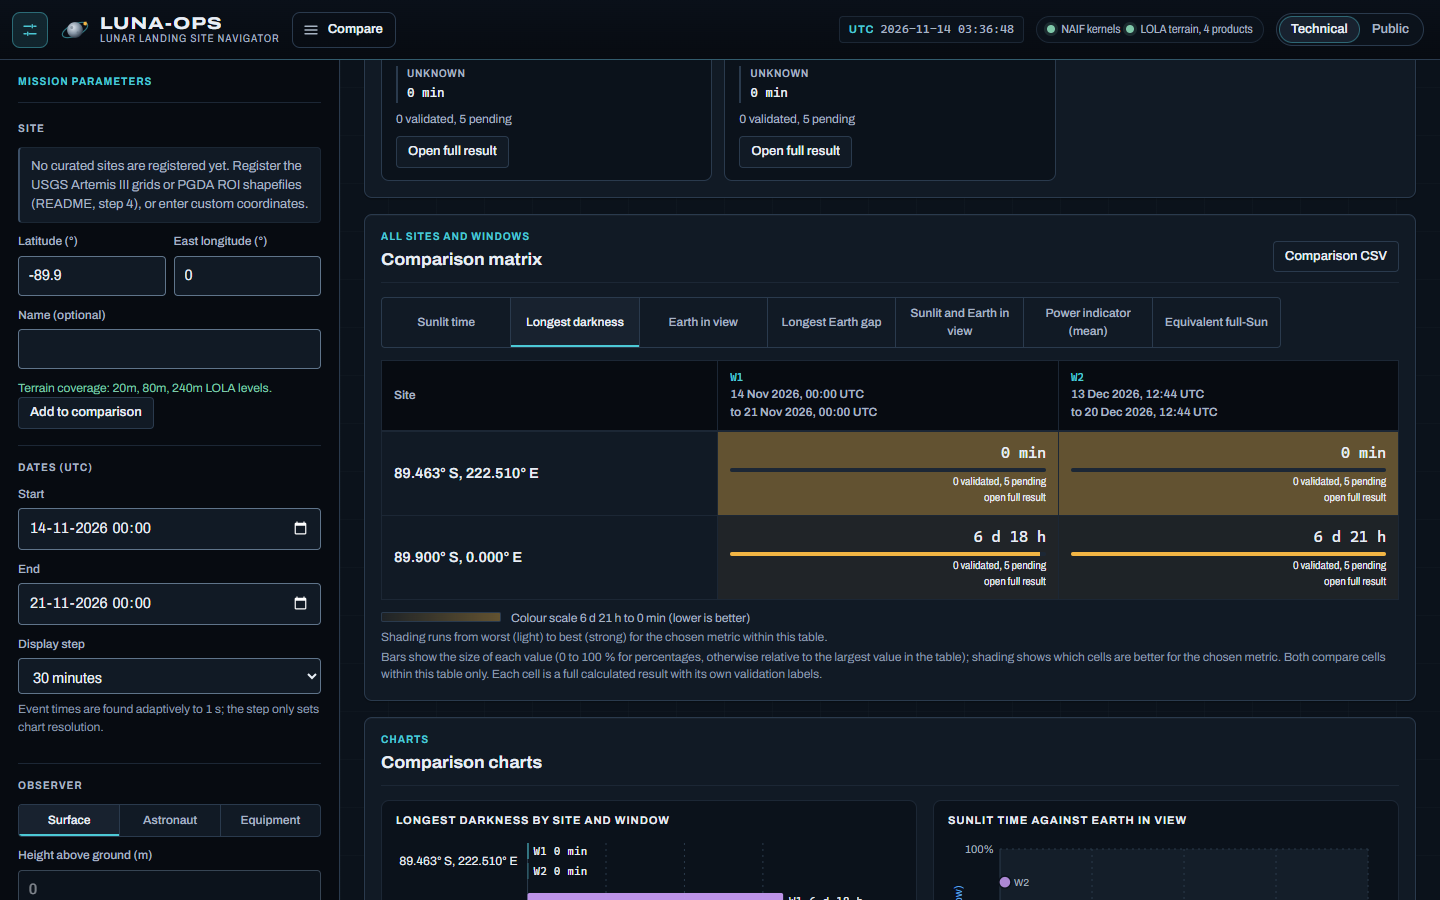 LUNA-OPS
LUNAR LANDING SITE NAVIGATOR
Compare
UTC 2026-11-14 03:36:48
NAIF kernels
LOLA terrain, 4 products
Technical
Public
MISSION PARAMETERS
SITE
No curated sites are registered yet. Register the
USGS Artemis III grids or PGDA ROI shapefiles
(README, step 4), or enter custom coordinates.
Latitude (°)
East longitude (°)
-89.9
0
Name (optional)
Terrain coverage: 20m, 80m, 240m LOLA levels.
Add to comparison
DATES (UTC)
Start
14-11-2026 00:00
End
21-11-2026 00:00
Display step
30 minutes
Event times are found adaptively to 1 s; the step only sets
chart resolution.
OBSERVER
Surface
Astronaut
Equipment
Height above ground (m)
0
UNKNOWN
0 min
0 validated, 5 pending
Open full result
UNKNOWN
0 min
0 validated, 5 pending
Open full result
ALL SITES AND WINDOWS
Comparison matrix
Comparison CSV
Sunlit time
Longest darkness
Earth in view
Longest Earth gap
Sunlit and Earth in
view
Power indicator
(mean)
Equivalent full-Sun
Site
W1
14 Nov 2026, 00:00 UTC
to 21 Nov 2026, 00:00 UTC
W2
13 Dec 2026, 12:44 UTC
to 20 Dec 2026, 12:44 UTC
89.463° S, 222.510° E
0 min
0 validated, 5 pending
open full result
0 min
0 validated, 5 pending
open full result
89.900° S, 0.000° E
6 d 18 h
0 validated, 5 pending
open full result
6 d 21 h
0 validated, 5 pending
open full result
Colour scale 6 d 21 h to 0 min (lower is better)
Shading runs from worst (light) to best (strong) for the chosen metric within this table.
Bars show the size of each value (0 to 100 % for percentages, otherwise relative to the largest value in the table); shading shows which cells are better for the chosen metric. Both compare cells
within this table only. Each cell is a full calculated result with its own validation labels.
CHARTS
Comparison charts
LONGEST DARKNESS BY SITE AND WINDOW
89.463° S, 222.510° E
W1 0 min
W2 0 min
W1 6 d 18 h
SUNLIT TIME AGAINST EARTH IN VIEW
100%
W2